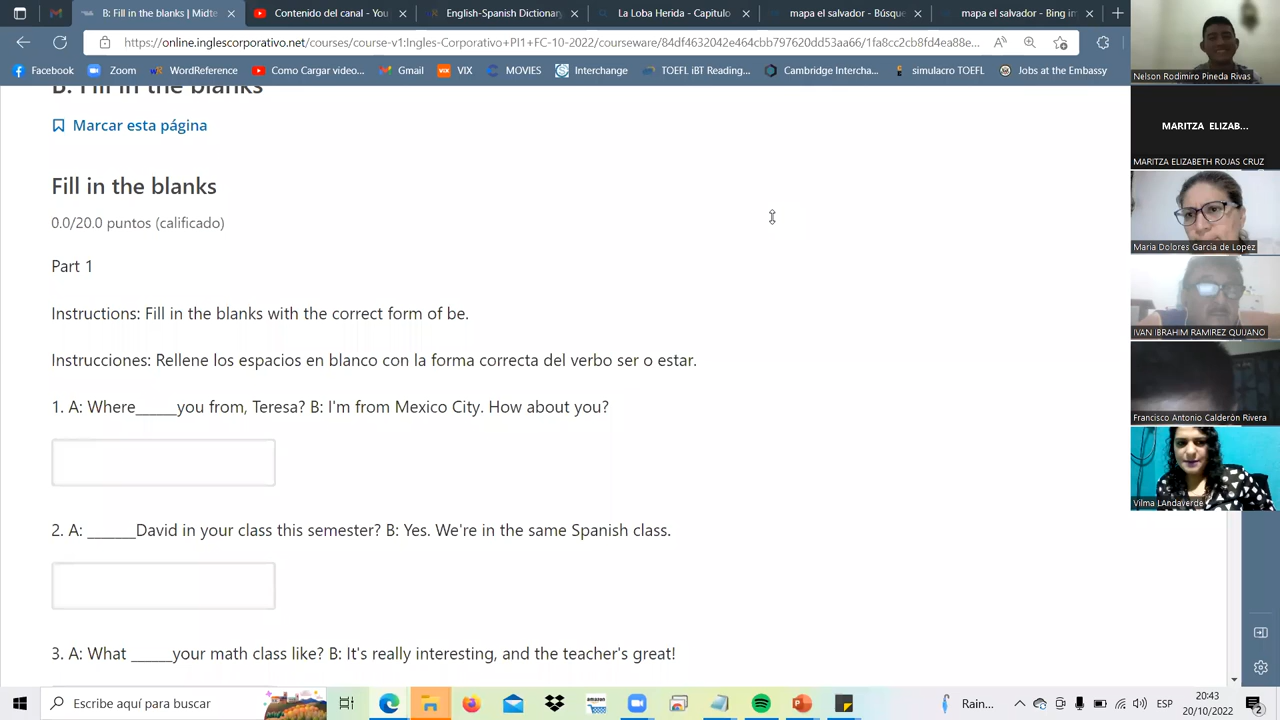 B: Fill in the blanks | Midte
Contenido del canal - You
English-Spanish Dictionary
La Loba Herida - Capitulo
mapa el salvador - Búsque
mapa el salvador - Bing im
https://online.inglescorporativo.net/courses/course-v1:Ingles-Corporativo+PI1+FC-10-2022/courseware/84df4632042e464cbb797620dd53aa66/1fa8cc2cb8fd4ea88e...
Facebook
Zoom
WordReference
Como Cargar video...
Gmail
VIX
MOVIES
Interchange
TOEFL iBT Reading...
Cambridge Intercha...
simulacro TOEFL
Jobs at the Embassy
B: Fill in the blanks
Marcar esta página
Fill in the blanks
0.0/20.0 puntos (calificado)
Part 1
Instructions: Fill in the blanks with the correct form of be.
Instrucciones: Rellene los espacios en blanco con la forma correcta del verbo ser o estar.
1. A: Where______you from, Teresa? B: I'm from Mexico City. How about you?
2. A: _______David in your class this semester? B: Yes. We're in the same Spanish class.
3. A: What ______your math class like? B: It's really interesting, and the teacher's great!
Nelson Rodimiro Pineda Rivas
MARITZA ELIZAB...
MARITZA ELIZABETH ROJAS CRUZ
Maria Dolores Garcia de Lopez
IVAN IBRAHIM RAMIREZ QUIJANO
Francisco Antonio Calderón Rivera
Vilma LAndaverde
Escribe aquí para buscar
Rain...
ESP
20:43
20/10/2022
2